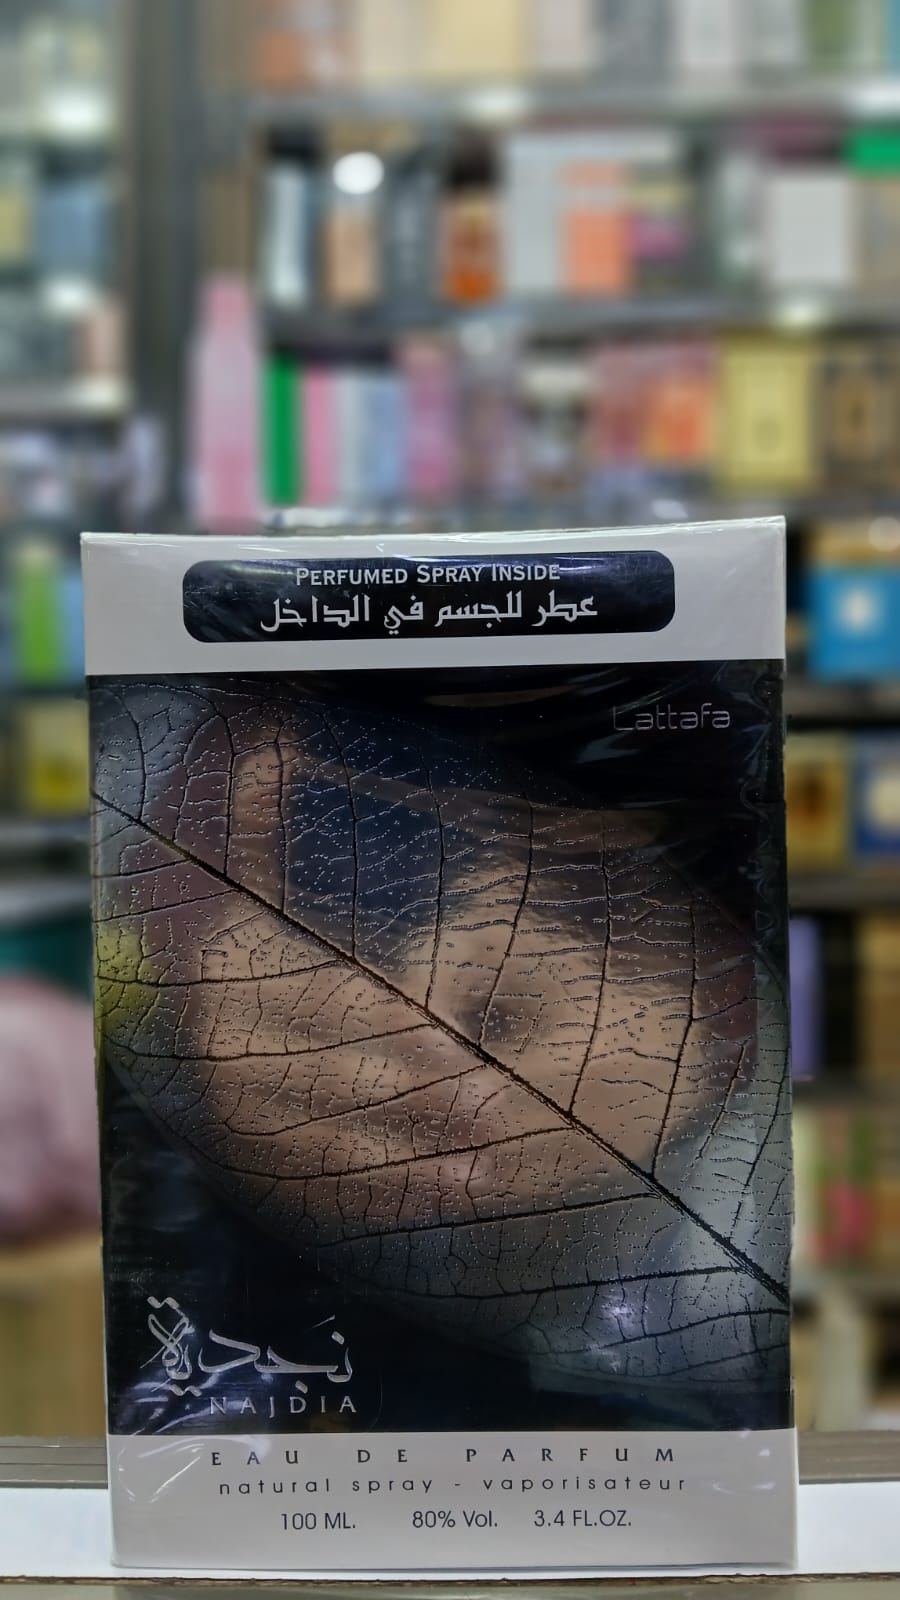 PERFUMED SPRAY INSIDE
عطر للجسم في الداخل
Lattafa
نجدية
NAJDIA
EAU DE PARFUM
natural spray - vaporisateur
100 ML. 80% Vol. 3.4 FL.OZ.